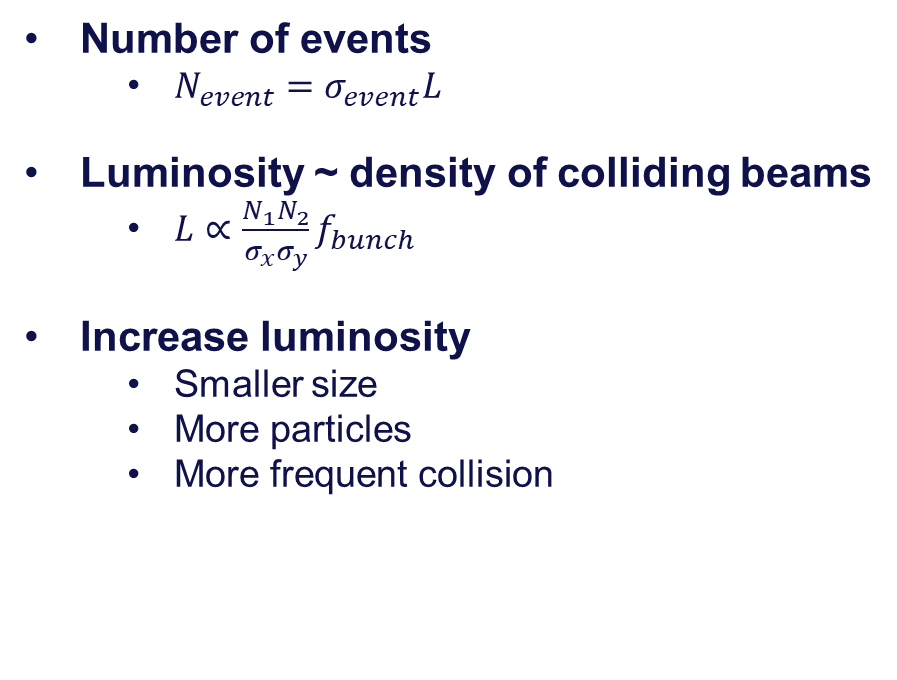 • Number of events
• $N_{event} = \sigma_{event} L$
• Luminosity ~ density of colliding beams
• $L \propto \frac{N_1 N_2}{\sigma_x \sigma_y} f_{bunch}$
• Increase luminosity
• Smaller size
• More particles
• More frequent collision